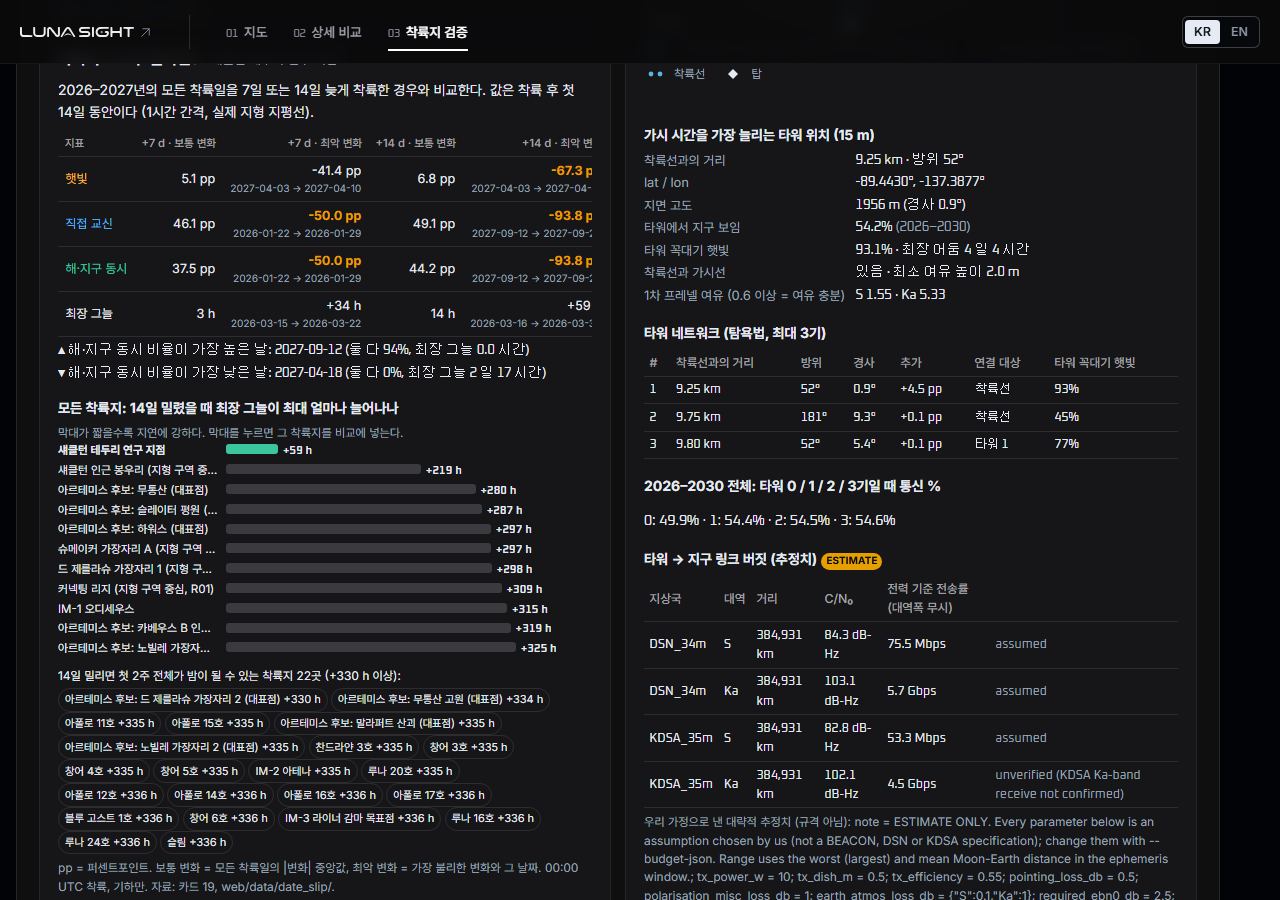 LUNA SIGHT ↗
01 지도
02 상세 비교
03 착륙지 검증
KR EN
2026–2027년의 모든 착륙일을 7일 또는 14일 늦게 착륙한 경우와 비교한다. 값은 착륙 후 첫
14일 동안이다 (1시간 간격, 실제 지형 지평선).
지표 +7 d · 보통 변화 +7 d · 최악 변화 +14 d · 보통 변화 +14 d · 최악 변
햇빛 5.1 pp -41.4 pp 6.8 pp -67.3 p
2027-04-03 → 2027-04-10 2027-04-03 → 2027-04-
직접 교신 46.1 pp -50.0 pp 49.1 pp -93.8 p
2026-01-22 → 2026-01-29 2027-09-12 → 2027-09-2
해·지구 동시 37.5 pp -50.0 pp 44.2 pp -93.8 p
2026-01-22 → 2026-01-29 2027-09-12 → 2027-09-2
최장 그늘 3 h +34 h 14 h +59
2026-03-15 → 2026-03-22 2026-03-16 → 2026-03-3
▲해·지구 동시 비율이 가장 높은 날: 2027-09-12 (둘 다 94%, 최장 그늘 0.0 시간)
▼해·지구 동시 비율이 가장 낮은 날: 2027-04-18 (둘 다 0%, 최장 그늘 2 일 17 시간)
모든 착륙지: 14일 밀렸을 때 최장 그늘이 최대 얼마나 늘어나나
막대가 짧을수록 지연에 강하다. 막대를 누르면 그 착륙지를 비교에 넣는다.
섀클턴 테두리 연구 지점 +59 h
섀클턴 인근 봉우리 (지형 구역 중... +219 h
아르테미스 후보: 무통산 (대표점) +280 h
아르테미스 후보: 슬레이터 평원 (... +287 h
아르테미스 후보: 하워스 (대표점) +297 h
슈메이커 가장자리 A (지형 구역 ... +297 h
드 제를라슈 가장자리 1 (지형 구... +298 h
커넥팅 리지 (지형 구역 중심, R01) +309 h
IM-1 오디세우스 +315 h
아르테미스 후보: 카베우스 B 인... +319 h
아르테미스 후보: 노빌레 가장자... +325 h
14일 밀리면 첫 2주 전체가 밤이 될 수 있는 착륙지 22곳 (+330 h 이상):
아르테미스 후보: 드 제를라슈 가장자리 2 (대표점) +330 h 아르테미스 후보: 무통산 고원 (대표점) +334 h
아폴로 11호 +335 h 아폴로 15호 +335 h 아르테미스 후보: 말라퍼트 산괴 (대표점) +335 h
아르테미스 후보: 노빌레 가장자리 2 (대표점) +335 h 찬드라얀 3호 +335 h 창어 3호 +335 h
창어 4호 +335 h 창어 5호 +335 h IM-2 아테나 +335 h 루나 20호 +335 h
아폴로 12호 +336 h 아폴로 14호 +336 h 아폴로 16호 +336 h 아폴로 17호 +336 h
블루 고스트 1호 +336 h 창어 6호 +336 h IM-3 라이너 감마 목표점 +336 h 루나 16호 +336 h
루나 24호 +336 h 슬림 +336 h
pp = 퍼센트포인트. 보통 변화 = 모든 착륙일의 |변화| 중앙값, 최악 변화 = 가장 불리한 변화와 그 날짜. 00:00
UTC 착륙, 기하만. 자료: 카드 19, web/data/date_slip/.
착륙선 탑
가시 시간을 가장 늘리는 타워 위치 (15 m)
착륙선과의 거리 9.25 km · 방위 52°
lat / lon -89.4430°, -137.3877°
지면 고도 1956 m (경사 0.9°)
타워에서 지구 보임 54.2% (2026–2030)
타워 꼭대기 햇빛 93.1% · 최장 어둠 4 일 4 시간
착륙선과 가시선 있음 · 최소 여유 높이 2.0 m
1차 프레넬 여유 (0.6 이상 = 여유 충분) S 1.55 · Ka 5.33
타워 네트워크 (탐욕법, 최대 3기)
# 착륙선과의 거리 방위 경사 추가 연결 대상 타워 꼭대기 햇빛
1 9.25 km 52° 0.9° +4.5 pp 착륙선 93%
2 9.75 km 181° 9.3° +0.1 pp 착륙선 45%
3 9.80 km 52° 5.4° +0.1 pp 타워 1 77%
2026–2030 전체: 타워 0 / 1 / 2 / 3기일 때 통신 %
0: 49.9% · 1: 54.4% · 2: 54.5% · 3: 54.6%
타워 → 지구 링크 버짓 (추정치) ESTIMATE
지상국 대역 거리 C/N₀ 전력 기준 전송률
(대역폭 무시)
DSN_34m S 384,931 km 84.3 dB-Hz 75.5 Mbps assumed
DSN_34m Ka 384,931 km 103.1 dB-Hz 5.7 Gbps assumed
KDSA_35m S 384,931 km 82.8 dB-Hz 53.3 Mbps assumed
KDSA_35m Ka 384,931 km 102.1 dB-Hz 4.5 Gbps unverified (KDSA Ka-band
receive not confirmed)
우리 가정으로 낸 대략적 추정치 (규격 아님): note = ESTIMATE ONLY. Every parameter below is an
assumption chosen by us (not a BEACON, DSN or KDSA specification); change them with --
budget-json. Range uses the worst (largest) and mean Moon-Earth distance in the ephemeris
window.; tx_power_w = 10; tx_dish_m = 0.5; tx_efficiency = 0.55; pointing_loss_db = 0.5;
polarisation_misc_loss_db = 1; earth_atmos_loss_db = {"S":0.1,"Ka":1}; required_ebn0_db = 2.5;